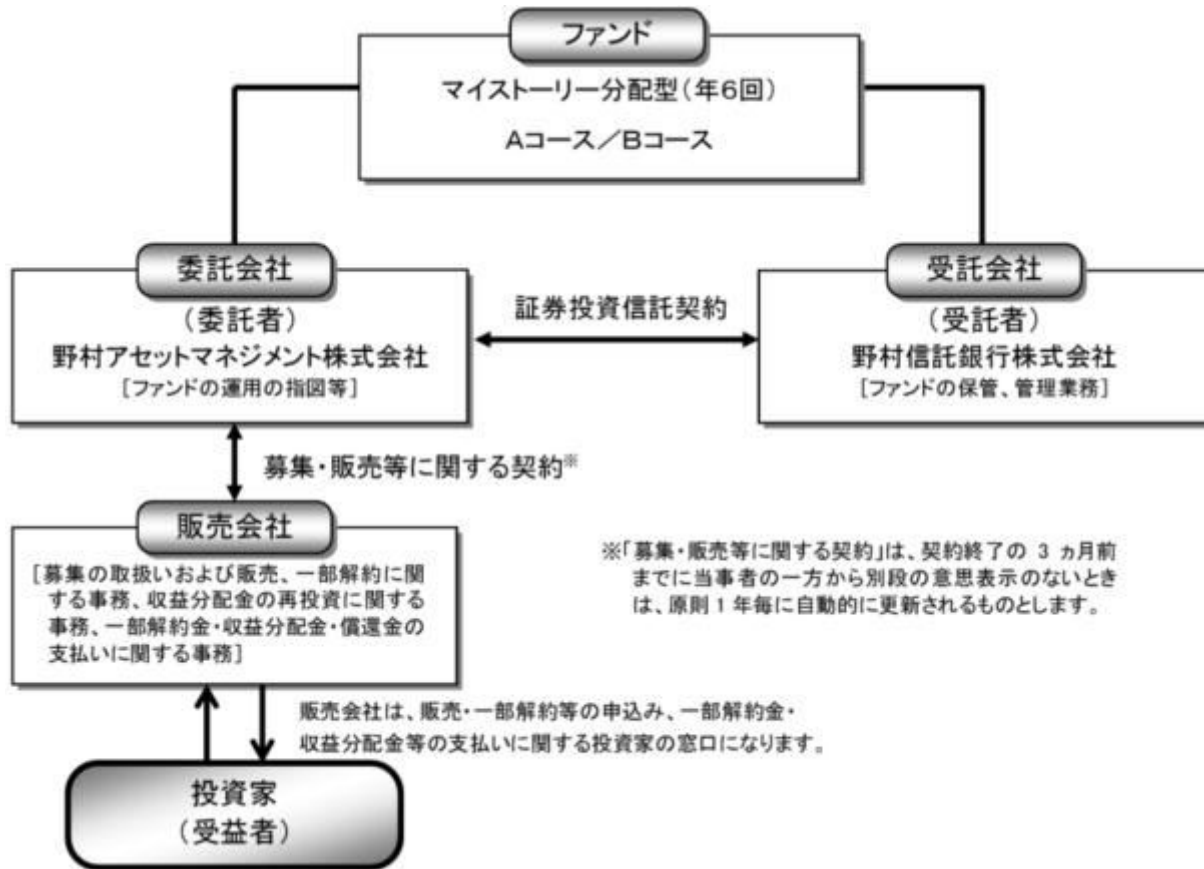 ファンド
マイストーリー分配型(年6回)
Aコース/Bコース
委託会社
(委託者)
野村アセットマネジメント株式会社
[ファンドの運用の指図等]
証券投資信託契約
受託会社
(受託者)
野村信託銀行株式会社
[ファンドの保管、管理業務]
募集・販売等に関する契約※
販売会社
[募集の取扱いおよび販売、一部解約に関
する事務、収益分配金の再投資に関する
事務、一部解約金・収益分配金・償還金の
支払いに関する事務]
※「募集・販売等に関する契約」は、契約終了の 3 ヵ月前
までに当事者の一方から別段の意思表示のないとき
は、原則 1 年毎に自動的に更新されるものとします。
販売会社は、販売・一部解約等の申込み、一部解約金・
収益分配金等の支払いに関する投資家の窓口になります。
投資家
(受益者)